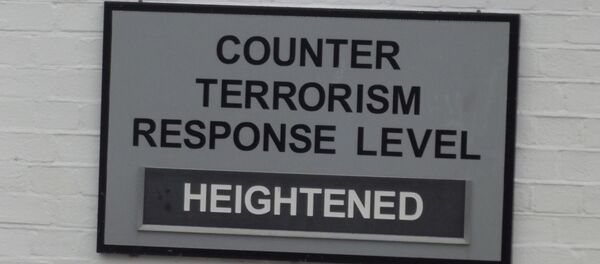 COUNTER
TERRORISM
RESPONSE LEVEL
HEIGHTENED